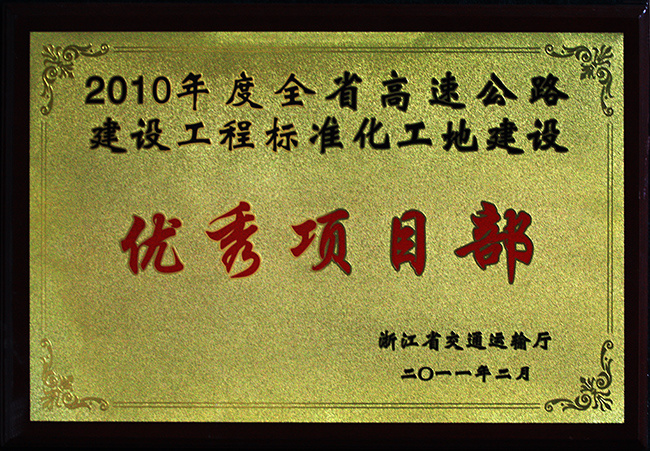 2010年度全省高速公路
建设工程标准化工地建设
优秀项目部
浙江省交通运输厅
二〇一一年二月